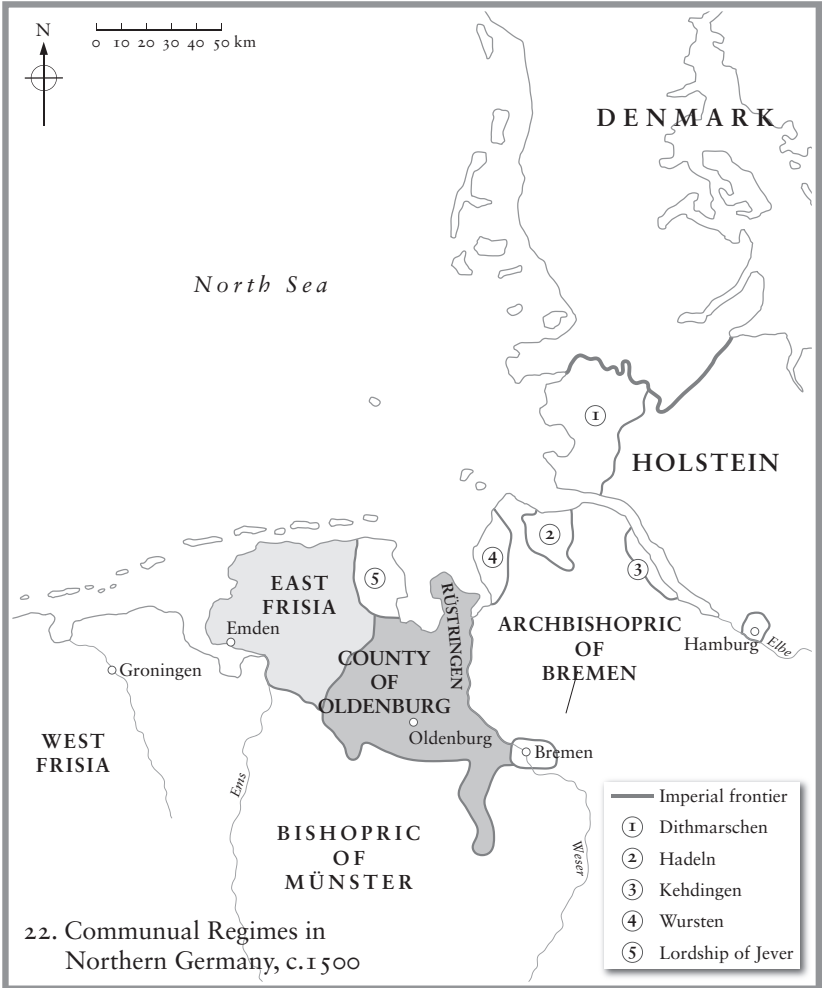 N
0 10 20 30 40 50 km
DENMARK
North Sea
1
HOLSTEIN
2
4
3
5
EAST
FRISIA
RÜSTRINGEN
Emden
ARCHBISHOPRIC
OF
BREMEN
Hamburg
Elbe
COUNTY
OF
OLDENBURG
Groningen
Oldenburg
WEST
FRISIA
Bremen
Ems
Weser
BISHOPRIC
OF
MÜNSTER
Imperial frontier
1 Dithmarschen
2 Hadeln
3 Kehdingen
4 Wursten
5 Lordship of Jever
22. Communual Regimes in
Northern Germany, c.1500